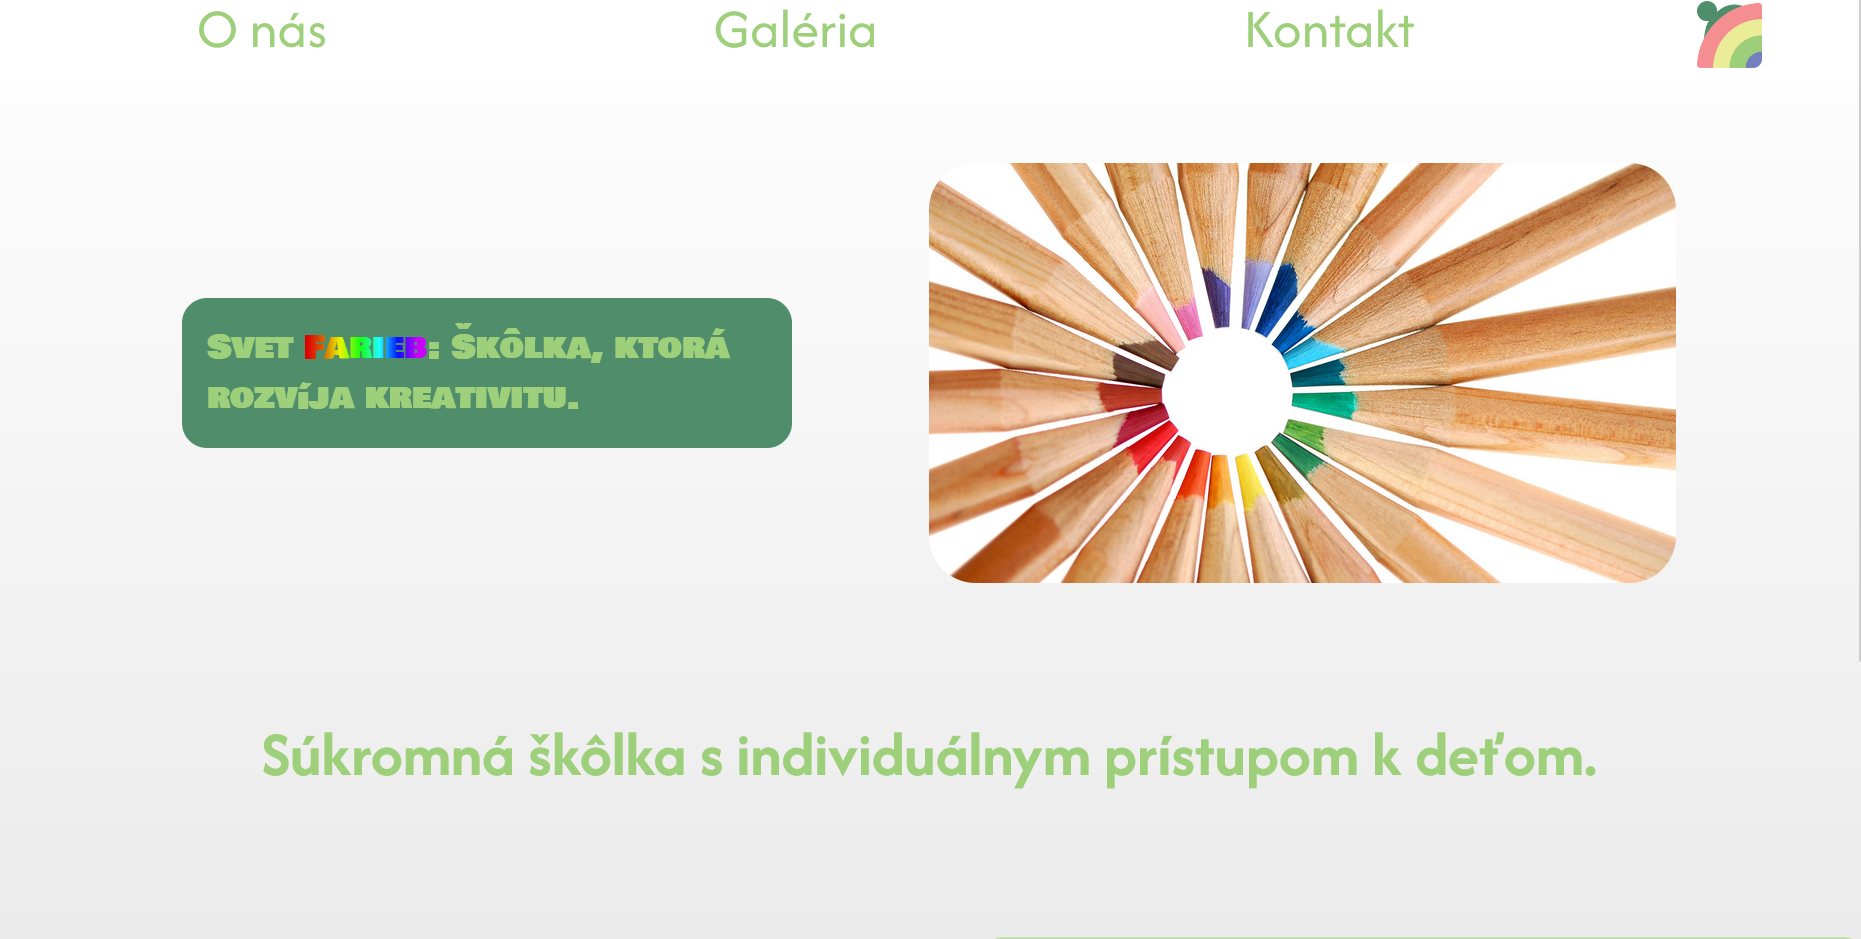 O nás
Galéria
Kontakt
Svet Farieb: Škôlka, ktorá
rozvíja kreativitu.
Súkromná škôlka s individuálnym prístupom k deťom.